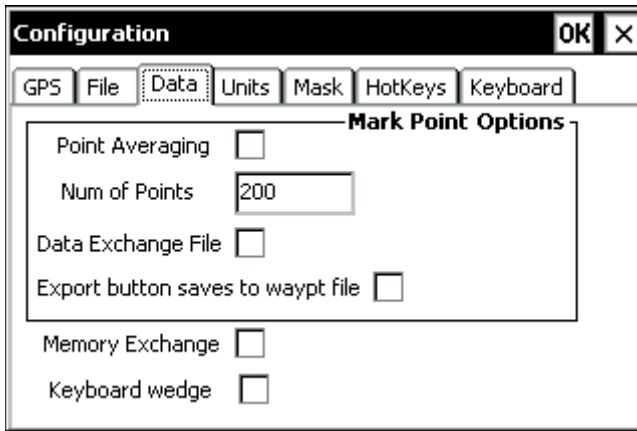 Configuration OK ×
GPS File Data Units Mask HotKeys Keyboard
Mark Point Options
Point Averaging
Num of Points 200
Data Exchange File
Export button saves to waypt file
Memory Exchange
Keyboard wedge